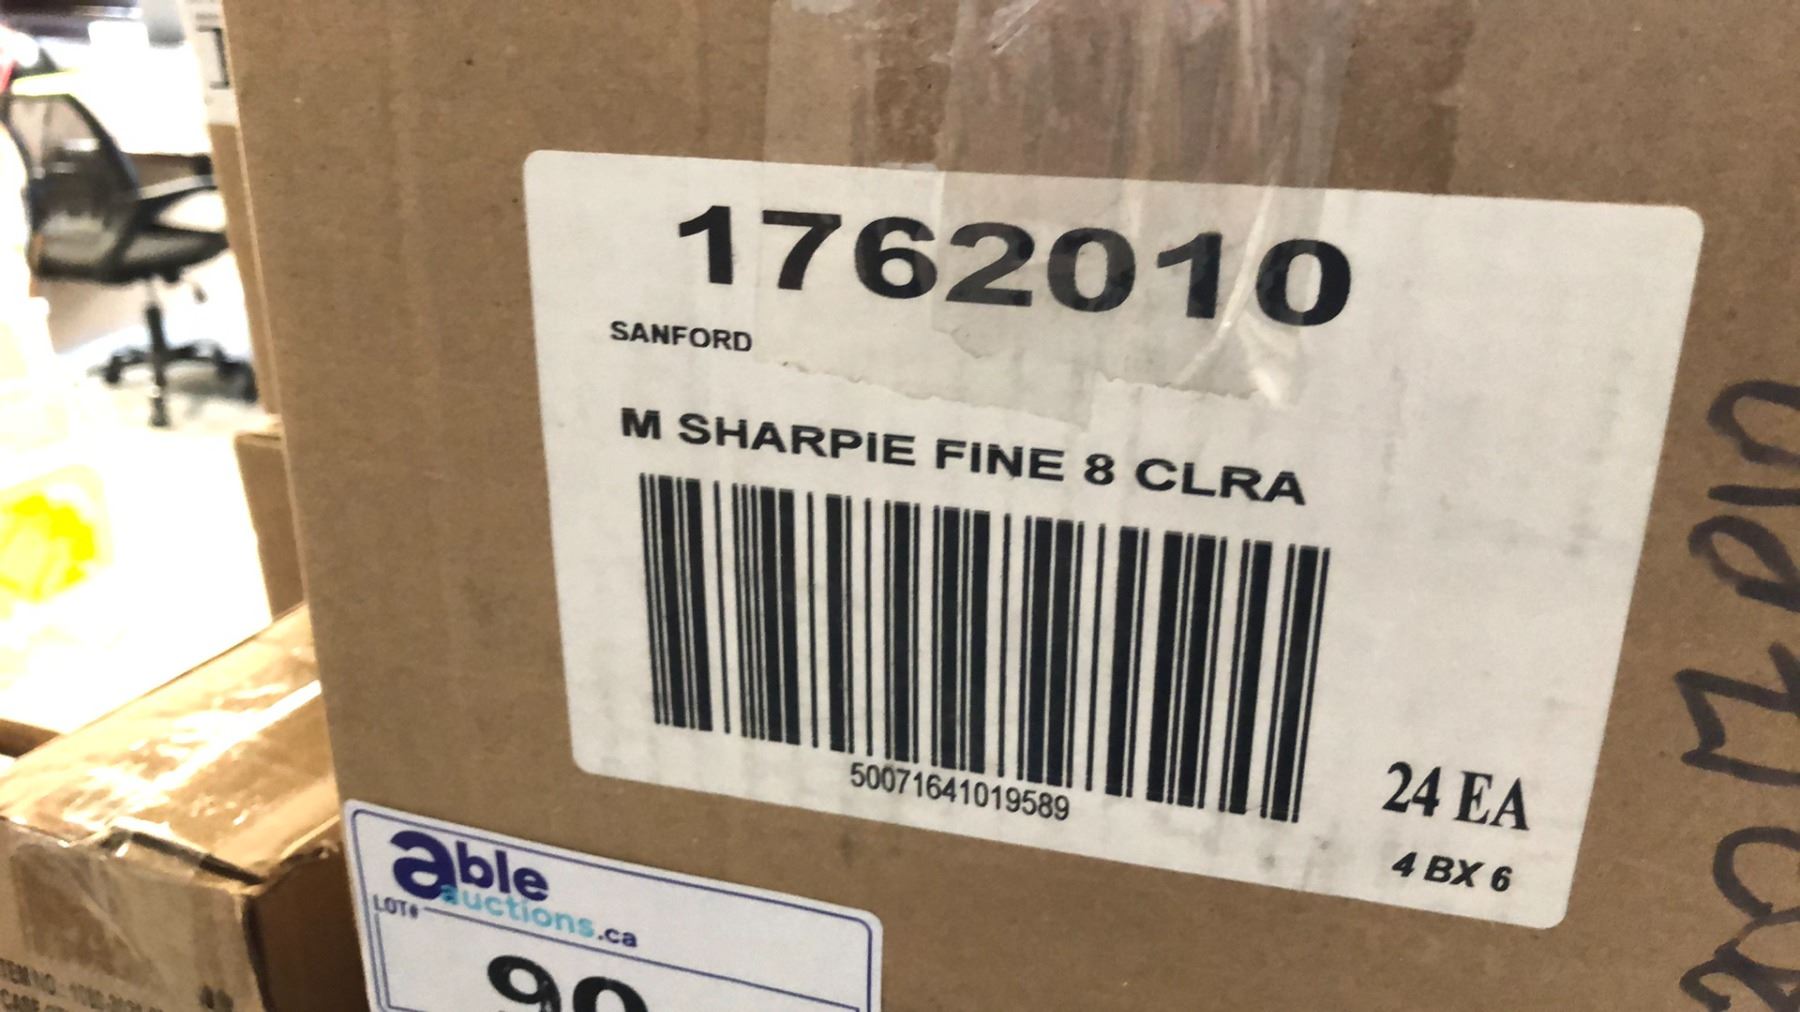 1762010
SANFORD
M SHARPIE FINE 8 CLRA
50071641019589
24 EA
4 BX 6
able
auctions.ca
LOT#